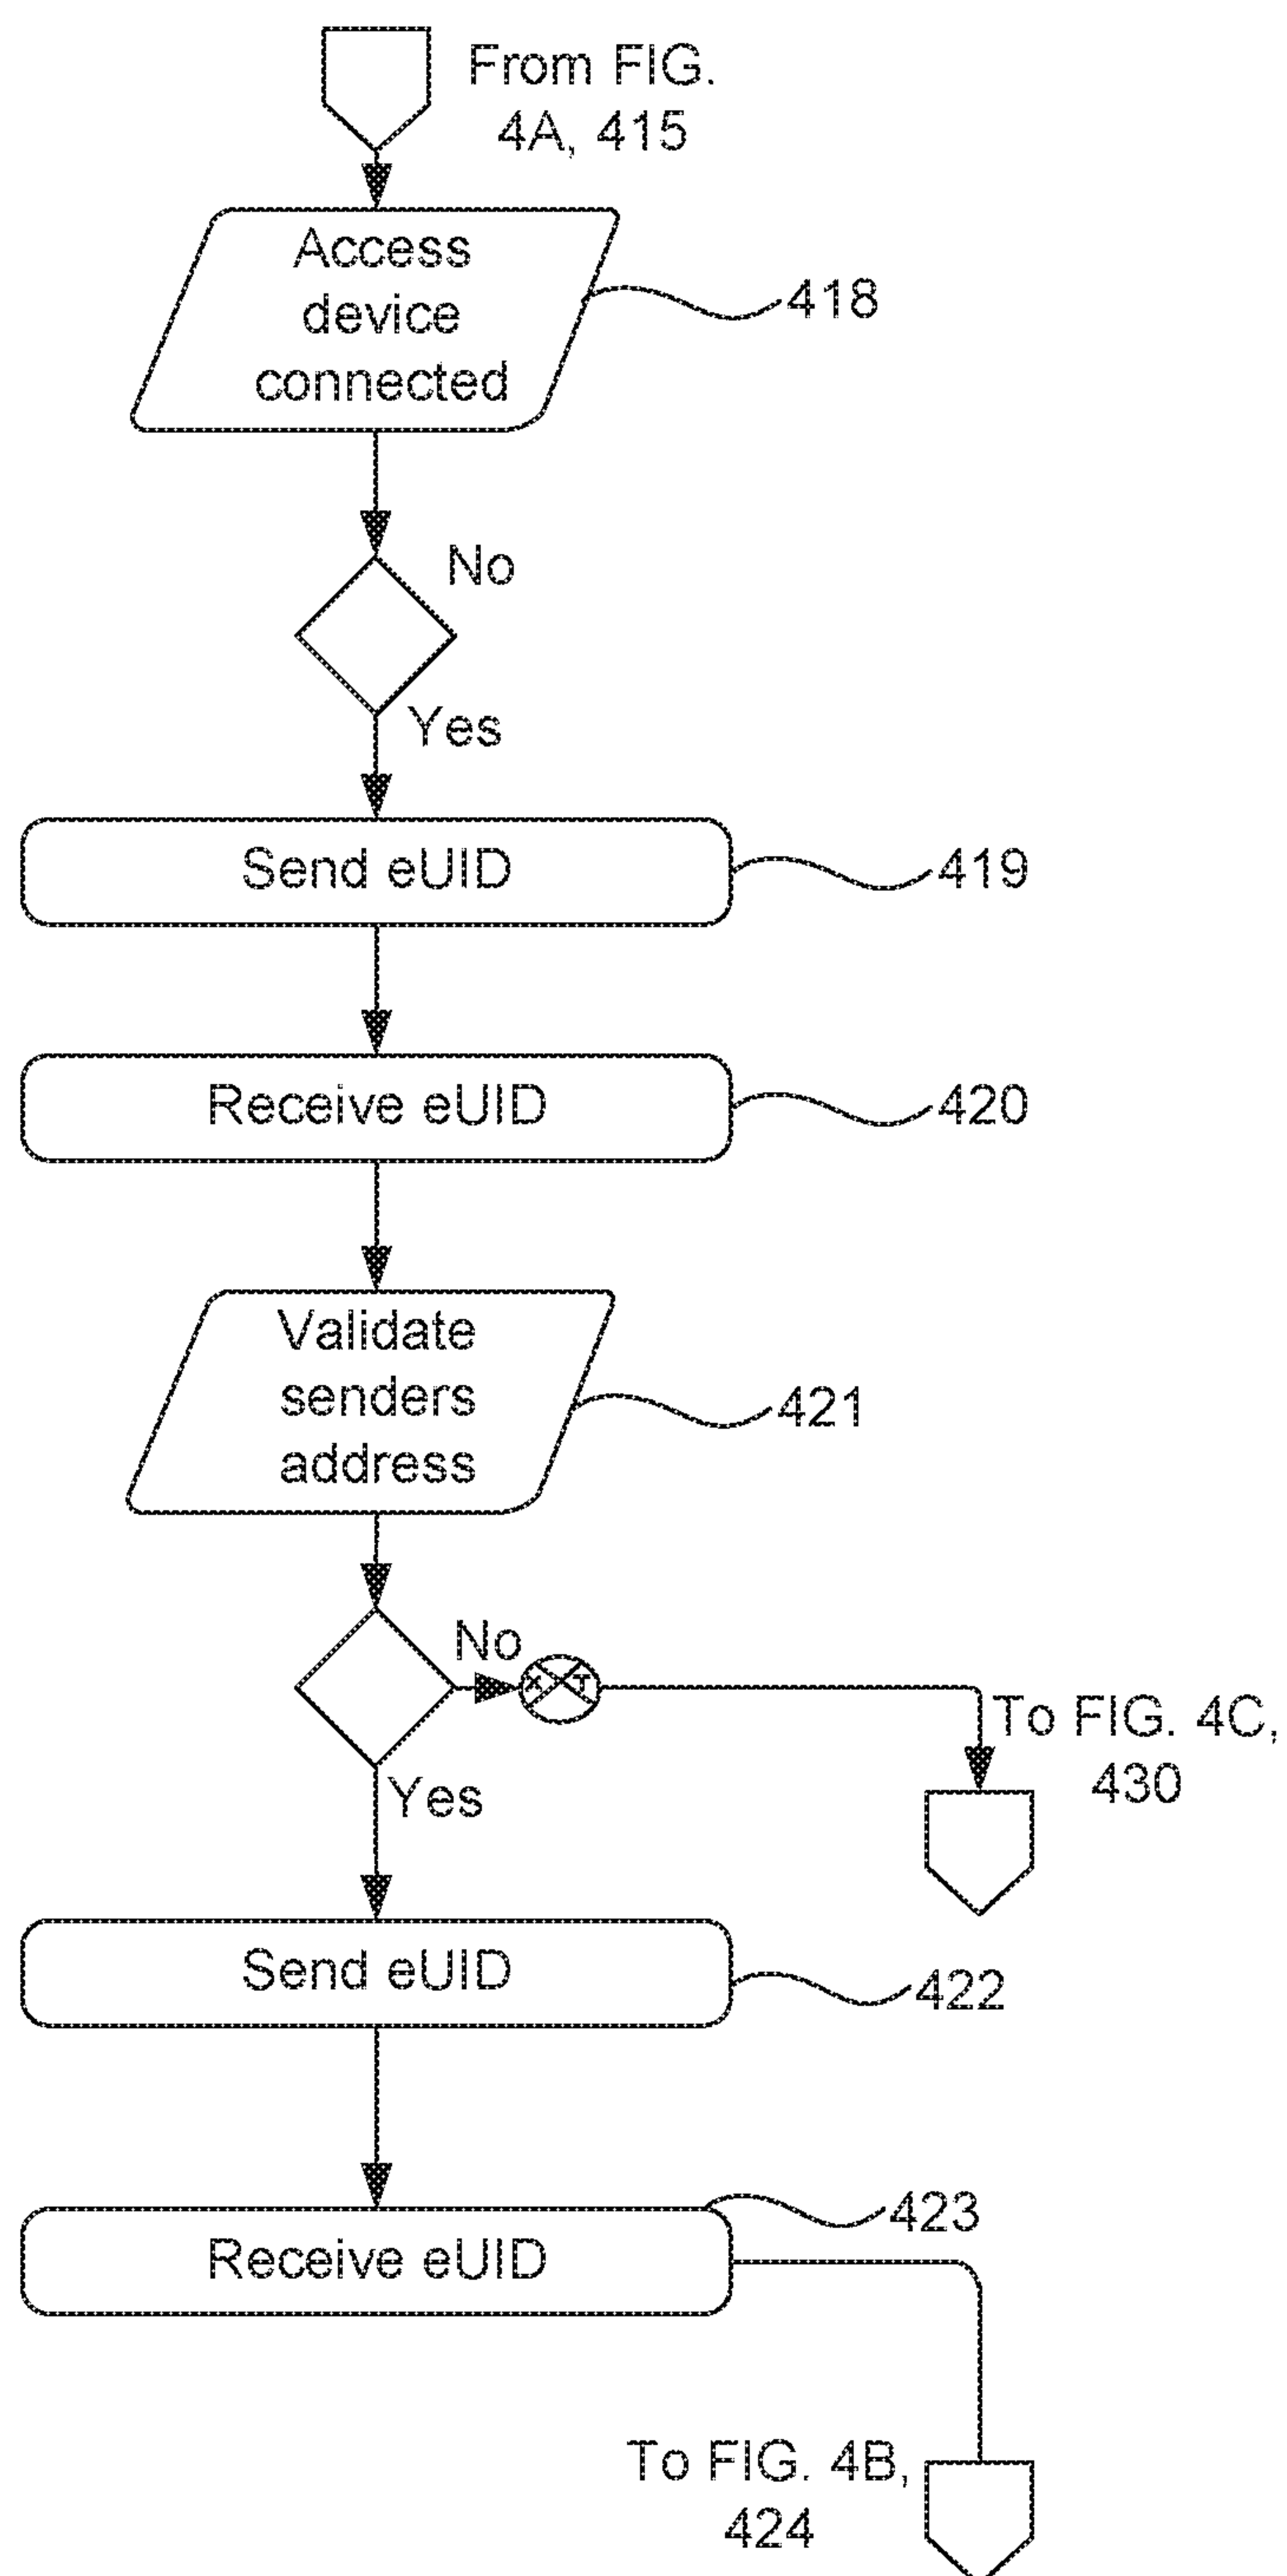 From FIG.
4A, 415
Access
device
connected
418
No
Yes
Send eUID
419
Receive eUID
420
Validate
senders
address
421
No
X T
To FIG. 4C,
430
Yes
Send eUID
422
423
Receive eUID
To FIG. 4B,
424